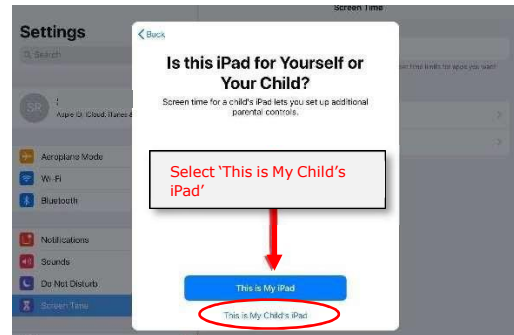 Screen Time
Settings
Back
Search
Is this iPad for Yourself or
Your Child?
Screen time for a child's iPad lets you set up additional
parental controls.
SR
Apple ID, iCloud, iTunes &
Select ‘This is My Child’s
iPad’
Aeroplane Mode
Wi-Fi
Bluetooth
Notifications
Sounds
Do Not Disturb
Screen Time
This is My iPad
This is My Child's iPad